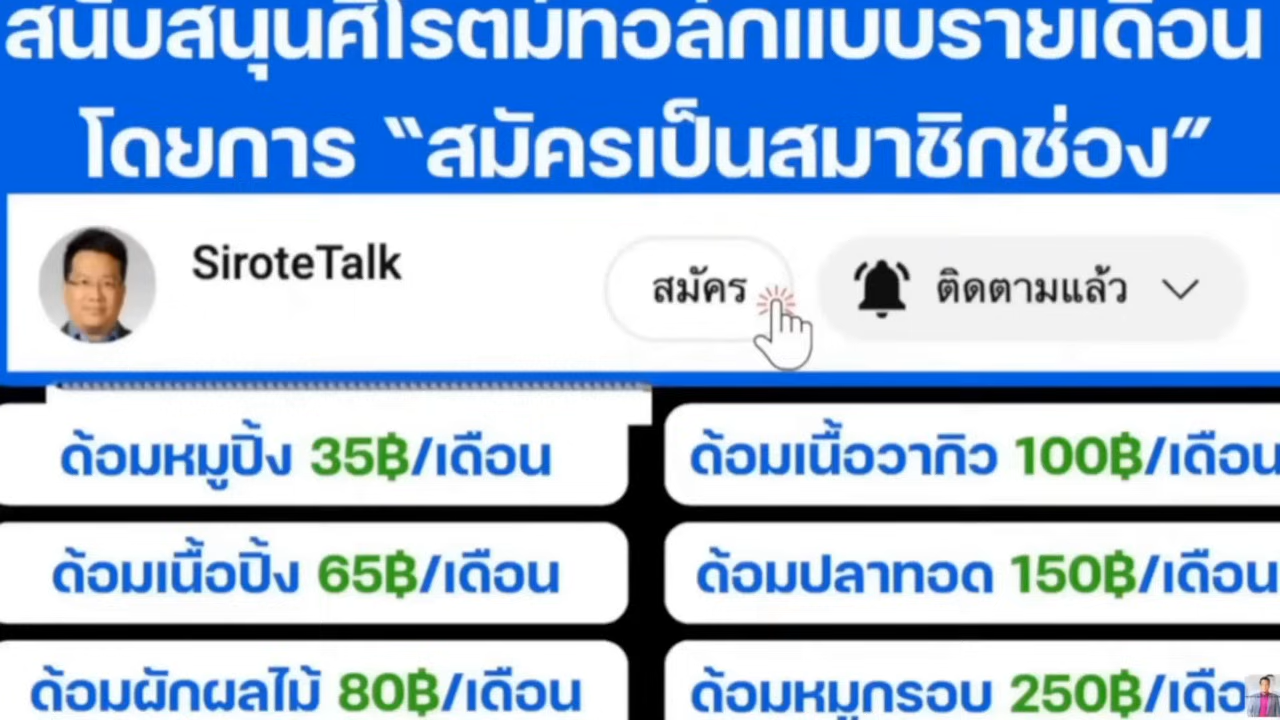 สนับสนุนศิโรตม์ทอล์กแบบรายเดือน
โดยการ “สมัครเป็นสมาชิกช่อง”
SiroteTalk
สมัคร
ติดตามแล้ว
ด้อมหมูปิ้ง 35฿/เดือน
ด้อมเนื้อวากิว 100฿/เดือน
ด้อมเนื้อปิ้ง 65฿/เดือน
ด้อมปลาทอด 150฿/เดือน
ด้อมผักผลไม้ 80฿/เดือน
ด้อมหมูกรอบ 250฿/เดือ